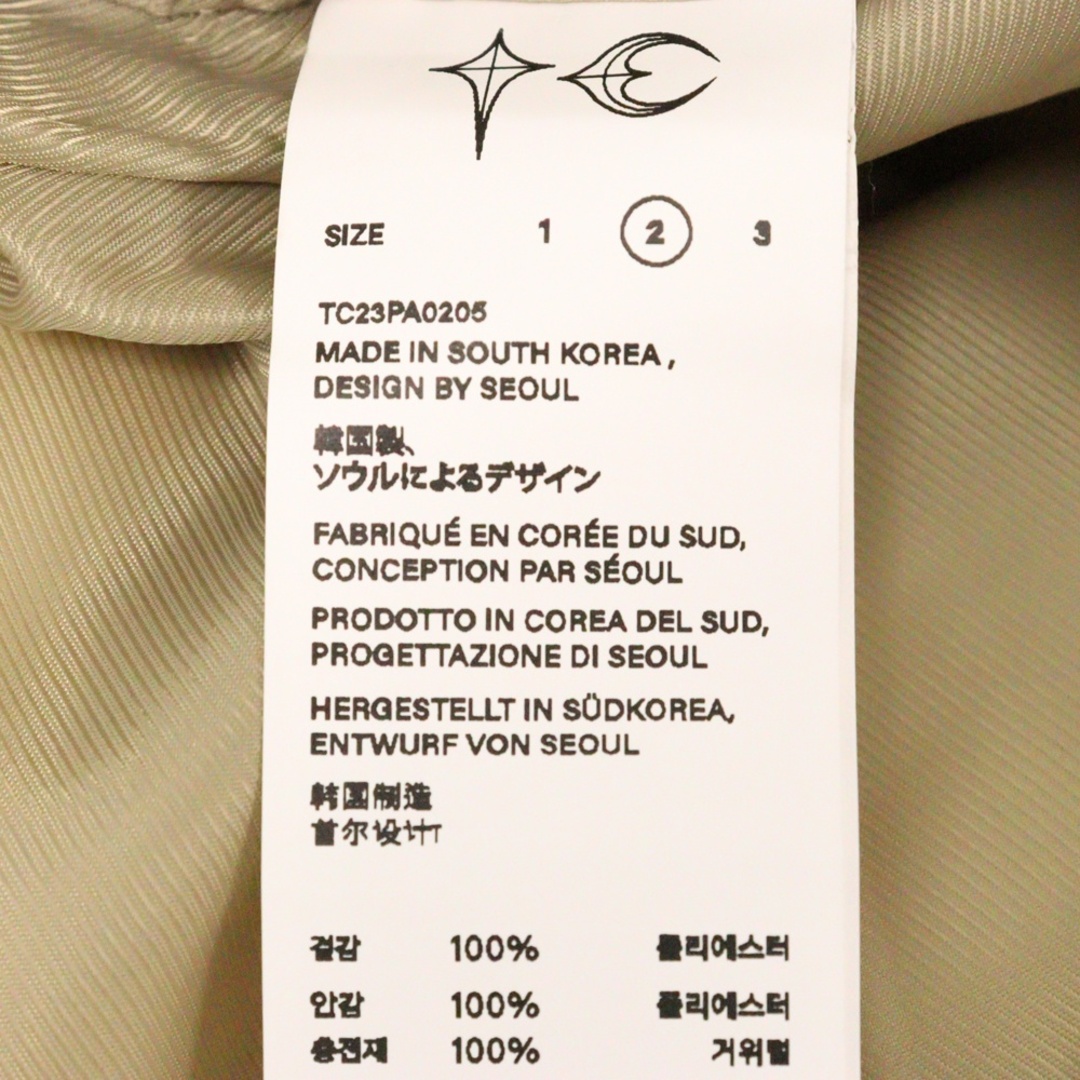 SIZE 1 2 3
TC23PA0205
MADE IN SOUTH KOREA,
DESIGN BY SEOUL
韓国製、
ソウルによるデザイン
FABRIQUÉ EN CORÉE DU SUD,
CONCEPTION PAR SÉOUL
PRODOTTO IN COREA DEL SUD,
PROGETTAZIONE DI SEOUL
HERGESTELLT IN SÜDKOREA,
ENTWURF VON SEOUL
韩国制造
首尔设计
겉감 100% 폴리에스터
안감 100% 폴리에스터
충전재 100% 거위털